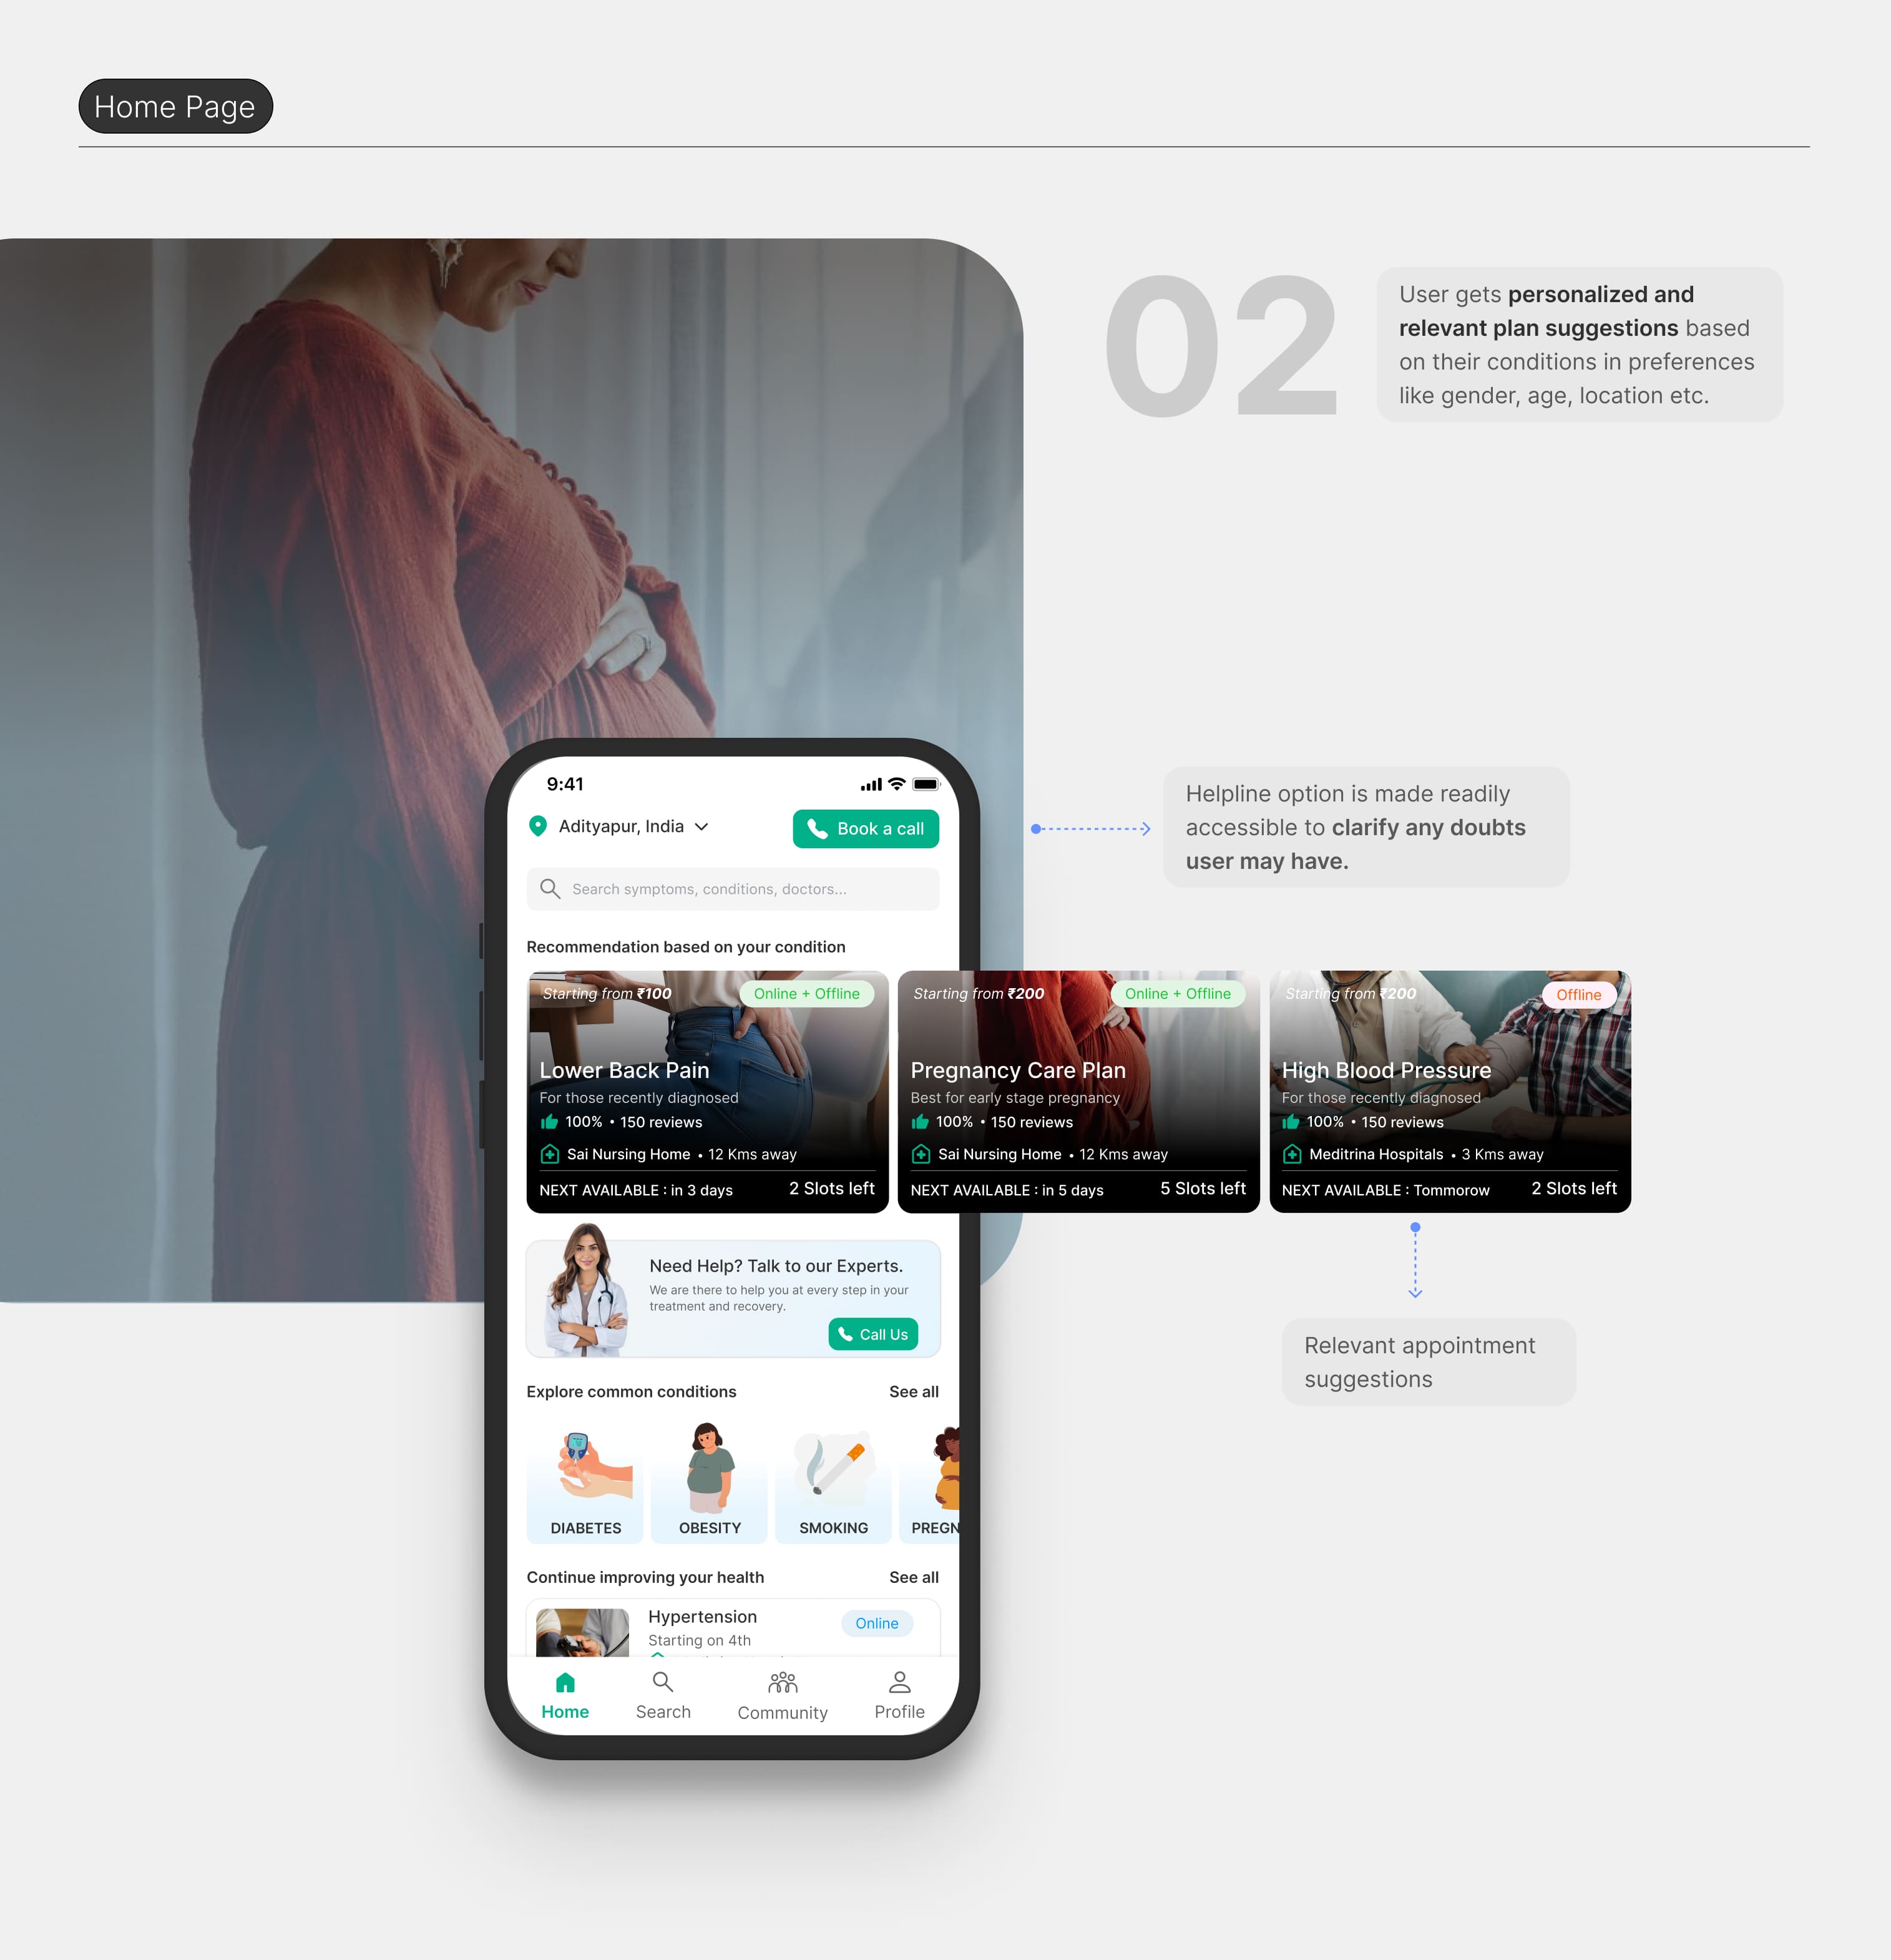 Home Page
02
User gets personalized and
relevant plan suggestions based
on their conditions in preferences
like gender, age, location etc.
9:41
Adityapur, India
Book a call
Helpline option is made readily
accessible to clarify any doubts
user may have.
Search symptoms, conditions, doctors...
Recommendation based on your condition
Starting from ₹100
Online + Offline
Lower Back Pain
For those recently diagnosed
100% • 150 reviews
Sai Nursing Home • 12 Kms away
NEXT AVAILABLE : in 3 days
2 Slots left
Starting from ₹200
Online + Offline
Pregnancy Care Plan
Best for early stage pregnancy
100% • 150 reviews
Sai Nursing Home • 12 Kms away
NEXT AVAILABLE : in 5 days
5 Slots left
Starting from ₹200
Offline
High Blood Pressure
For those recently diagnosed
100% • 150 reviews
Meditrina Hospitals • 3 Kms away
NEXT AVAILABLE : Tommorow
2 Slots left
Relevant appointment
suggestions
Need Help? Talk to our Experts.
We are there to help you at every step in your
treatment and recovery.
Call Us
Explore common conditions
See all
DIABETES
OBESITY
SMOKING
PREGN
Continue improving your health
See all
Hypertension
Online
Starting on 4th
Home
Search
Community
Profile